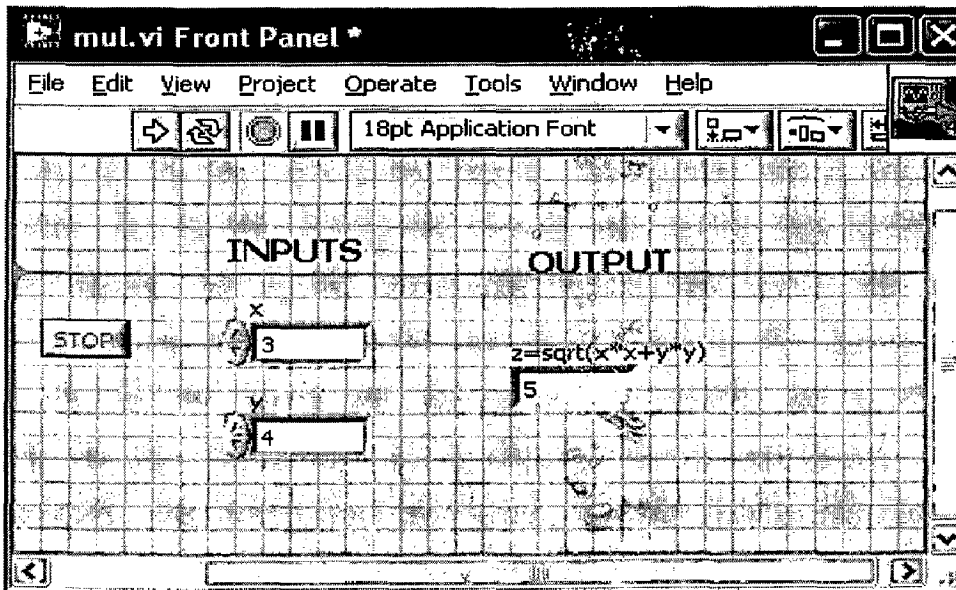 mul.vi Front Panel *
File Edit View Project Operate Tools Window Help
18pt Application Font
INPUTS
OUTPUT
x
STOP
3
z=sqrt(x*x+y*y)
5
y
4